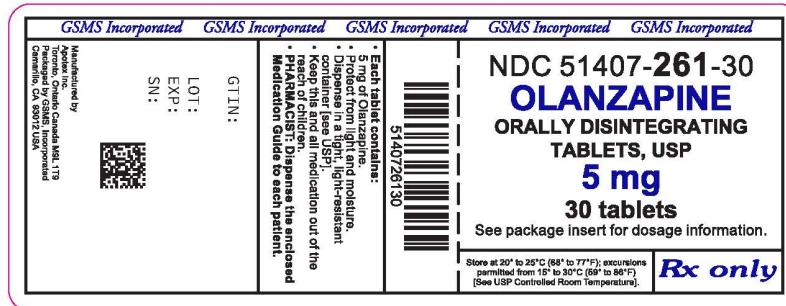 GSMS Incorporated GSMS Incorporated GSMS Incorporated GSMS Incorporated GSMS Incorporated
NDC 51407-261-30
OLANZAPINE
ORALLY DISINTEGRATING
TABLETS, USP
5 mg
30 tablets
See package insert for dosage information.
Store at 20° to 25°C (68° to 77°F); excursions
permitted from 15° to 30°C (59° to 86°F)
[See USP Controlled Room Temperature].
Rx only
5140726130
• Each tablet contains:
5 mg of Olanzapine.
• Protect from light and moisture.
• Dispense in a tight, light-resistant
container [see USP].
• Keep this and all medication out of the
reach of children.
• PHARMACIST: Dispense the enclosed
Medication Guide to each patient.
GTIN:
LOT:
EXP:
SN:
Manufactured by
Apotex Inc.
Toronto, Ontario Canada M9L 1T9
Packaged by GSMS, Incorporated
Camarillo, CA 93012 USA